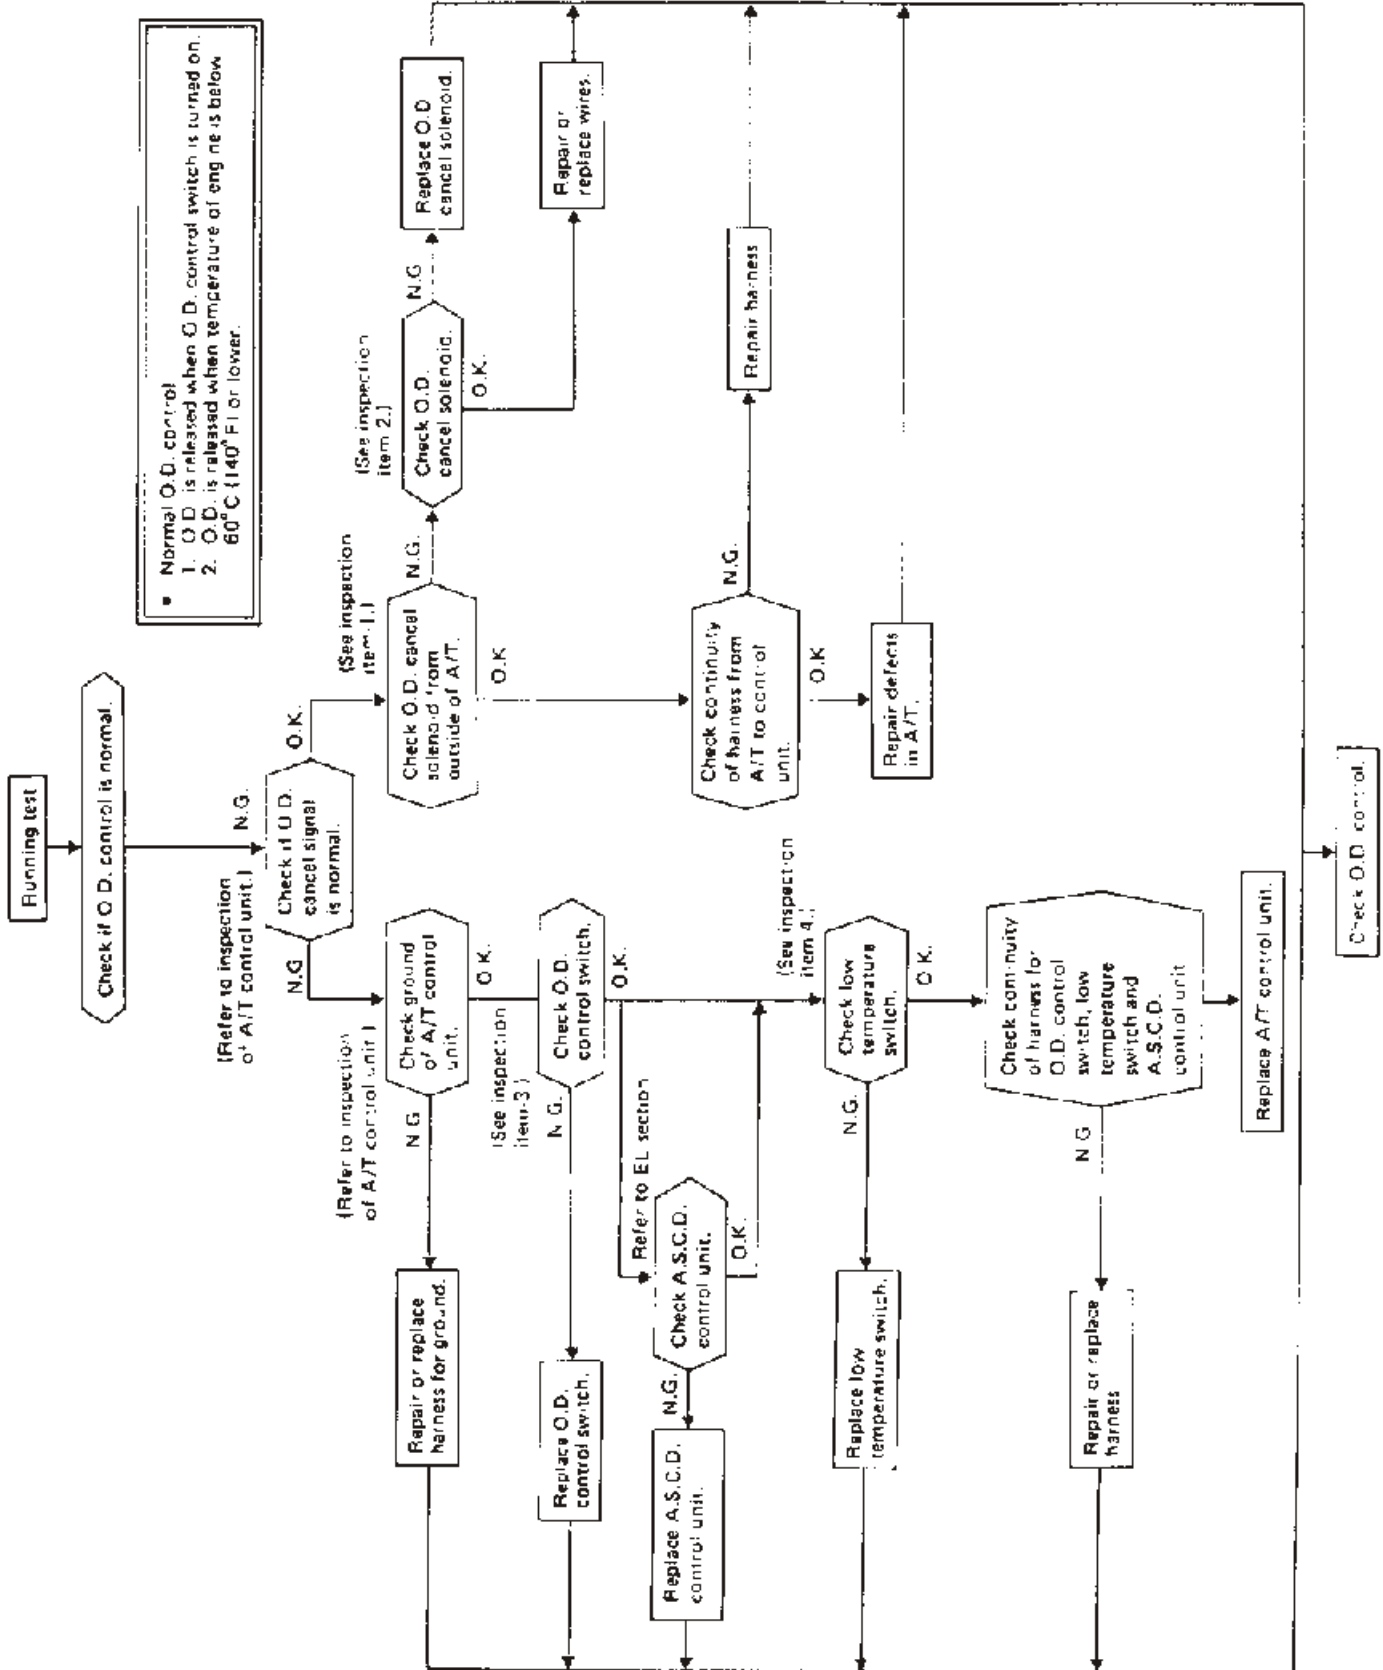 Running test
Check if O.D. control is normal.
N.G.
• Normal O.D. control
1. O.D. is released when O.D. control switch is turned on.
2. O.D. is released when temperature of engine is below
60°C (140°F) or lower.
(Refer to inspection
of A/T control unit.)
Check if O.D.
cancel signal
is normal.
N.G.
O.K.
(Refer to inspection
of A/T control unit.)
Check ground
of A/T control
unit.
N.G.
O.K.
Repair or replace
harness for ground.
(See inspection
item-3.)
Check O.D.
control switch.
N.G.
O.K.
Replace O.D.
control switch.
Refer to EL section
Check A.S.C.D.
control unit.
N.G.
O.K.
Replace A.S.C.D.
control unit.
(See inspection
item 4.)
Check low
temperature
switch.
N.G.
O.K.
Replace low
temperature switch.
Check continuity
of harness for
O.D. control
switch, low
temperature
switch and
A.S.C.D.
control unit
N.G
Repair or replace
harness
Replace A/T control unit.
(See inspection
item-1.)
Check O.D. cancel
solenoid from
outside of A/T.
N.G.
O.K
(See inspection
item 2.)
Check O.D.
cancel solenoid.
N.G
O.K.
Replace O.D
cancel solenoid.
Repair or
replace wires.
Check continuity
of harness from
A/T to control
unit.
N.G.
O.K
Repair harness
Repair defects
in A/T.
Check O.D. control.